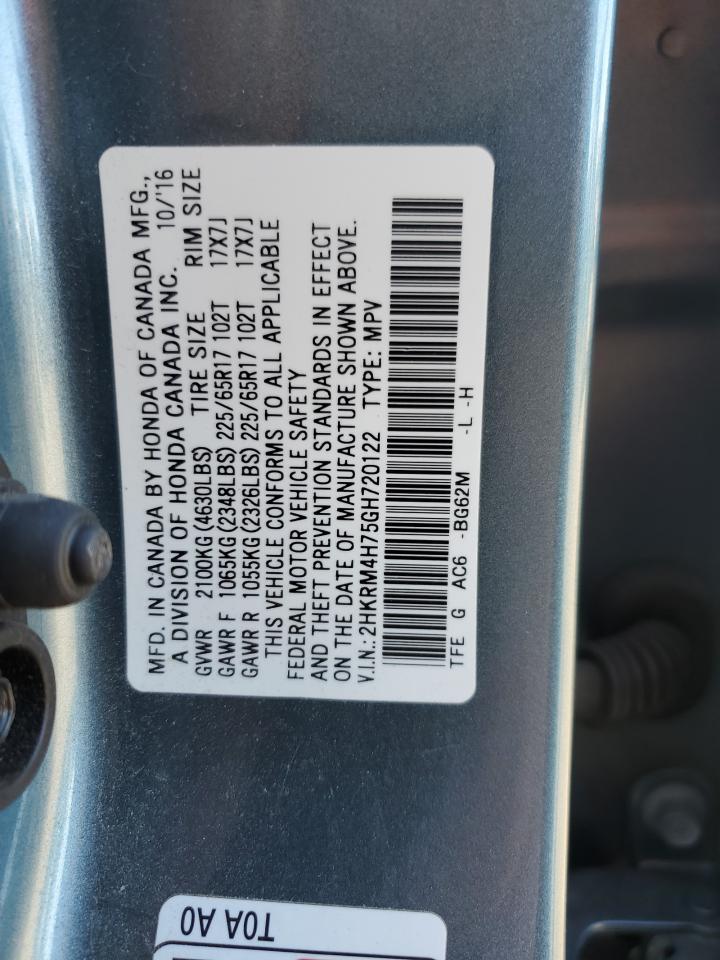 MFD. IN CANADA BY HONDA OF CANADA MFG.,
A DIVISION OF HONDA CANADA INC. 10/'16
GVWR 2100KG (4630LBS) TIRE SIZE RIM SIZE
GAWR F 1065KG (2348LBS) 225/65R17 102T 17X7J
GAWR R 1055KG (2326LBS) 225/65R17 102T 17X7J
THIS VEHICLE CONFORMS TO ALL APPLICABLE
FEDERAL MOTOR VEHICLE SAFETY
AND THEFT PREVENTION STANDARDS IN EFFECT
ON THE DATE OF MANUFACTURE SHOWN ABOVE.
V.I.N.: 2HKRM4H75GH720122 TYPE: MPV
TFE G AC6 -BG62M -L -H
T0A A0